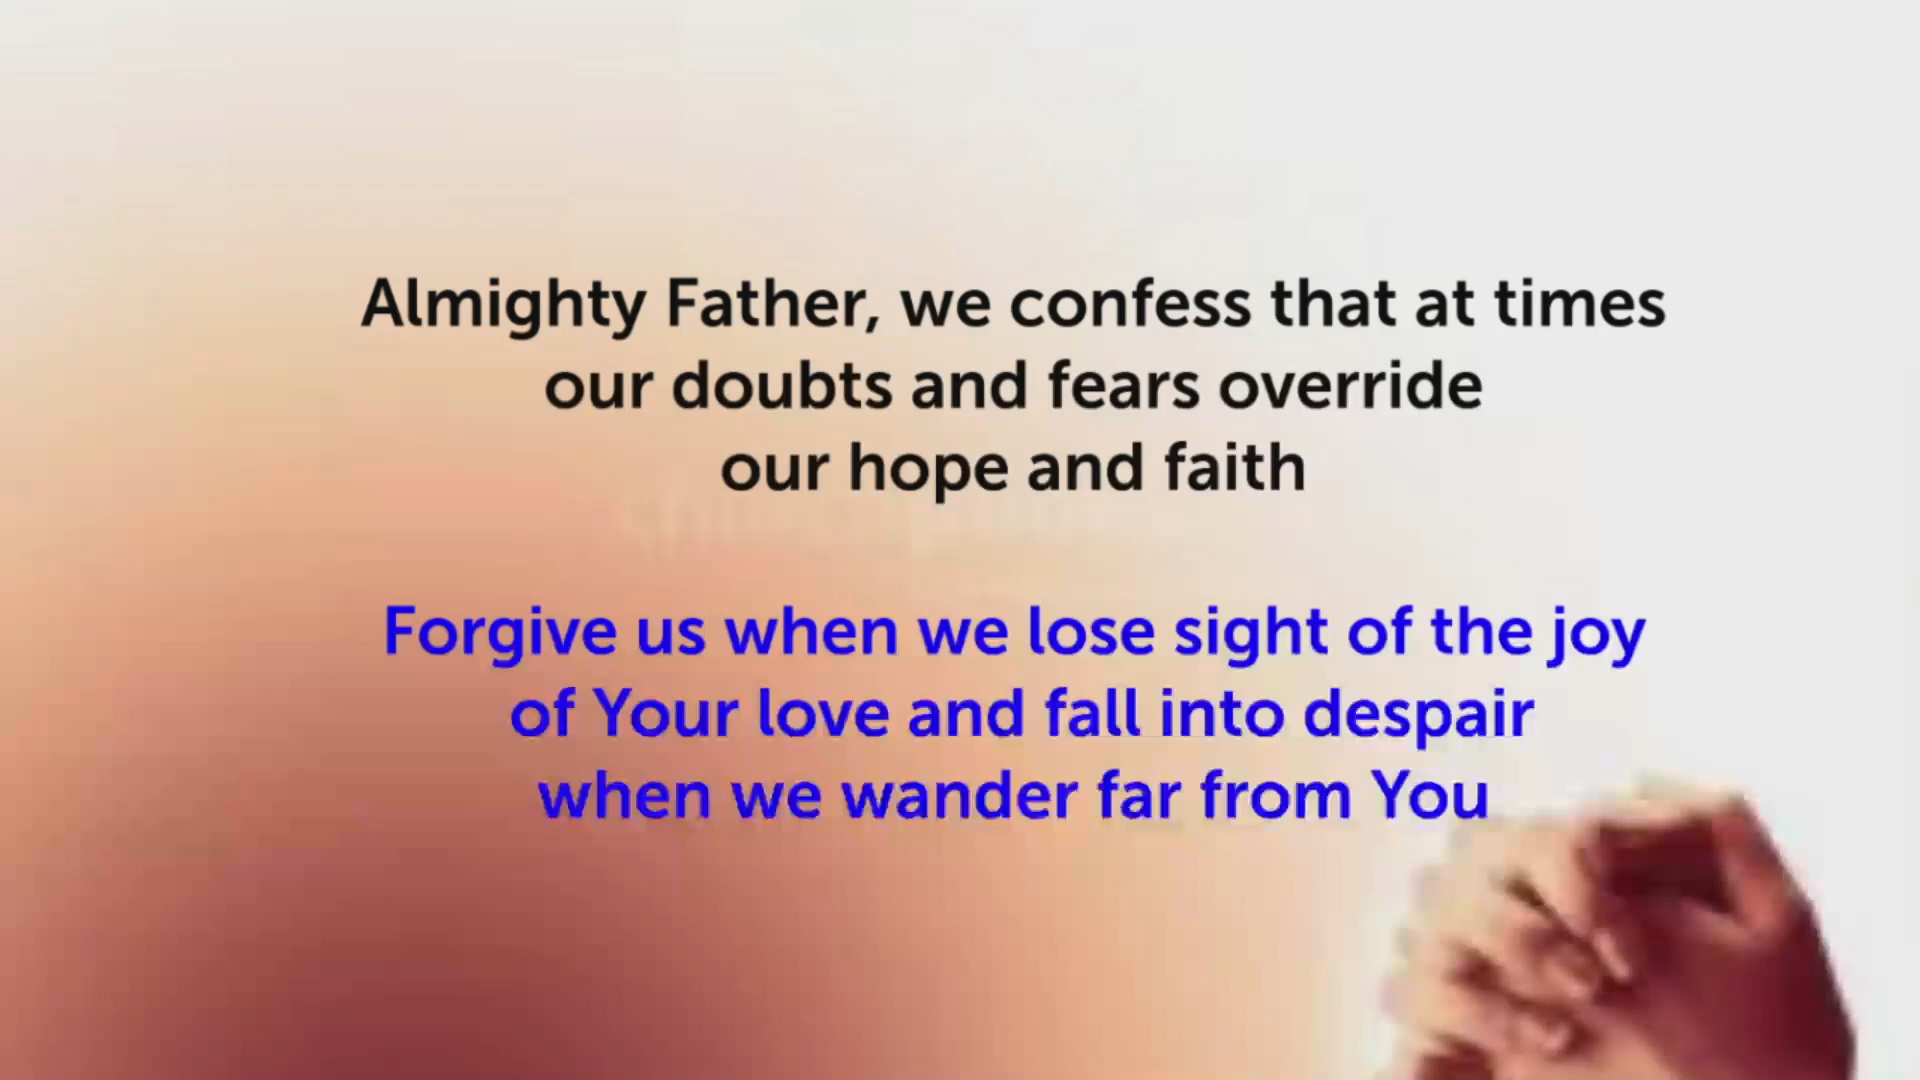 Almighty Father, we confess that at times
our doubts and fears override
our hope and faith
Forgive us when we lose sight of the joy
of Your love and fall into despair
when we wander far from You